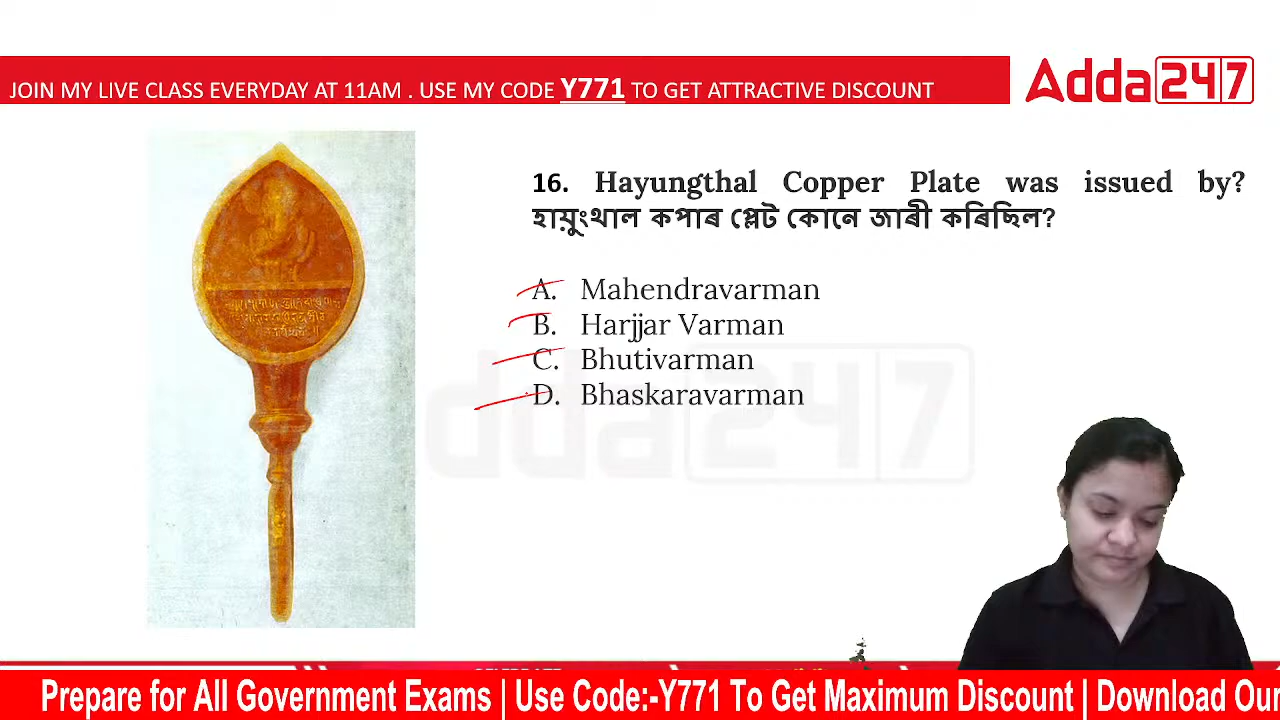 JOIN MY LIVE CLASS EVERYDAY AT 11AM . USE MY CODE Y771 TO GET ATTRACTIVE DISCOUNT
Adda247
16. Hayungthal Copper Plate was issued by?
হায়ুংথাল কপাৰ প্লেট কোনে জাৰী কৰিছিল?
A. Mahendravarman
B. Harjjar Varman
C. Bhutivarman
D. Bhaskaravarman
adda247
Prepare for All Government Exams | Use Code:-Y771 To Get Maximum Discount | Download Our